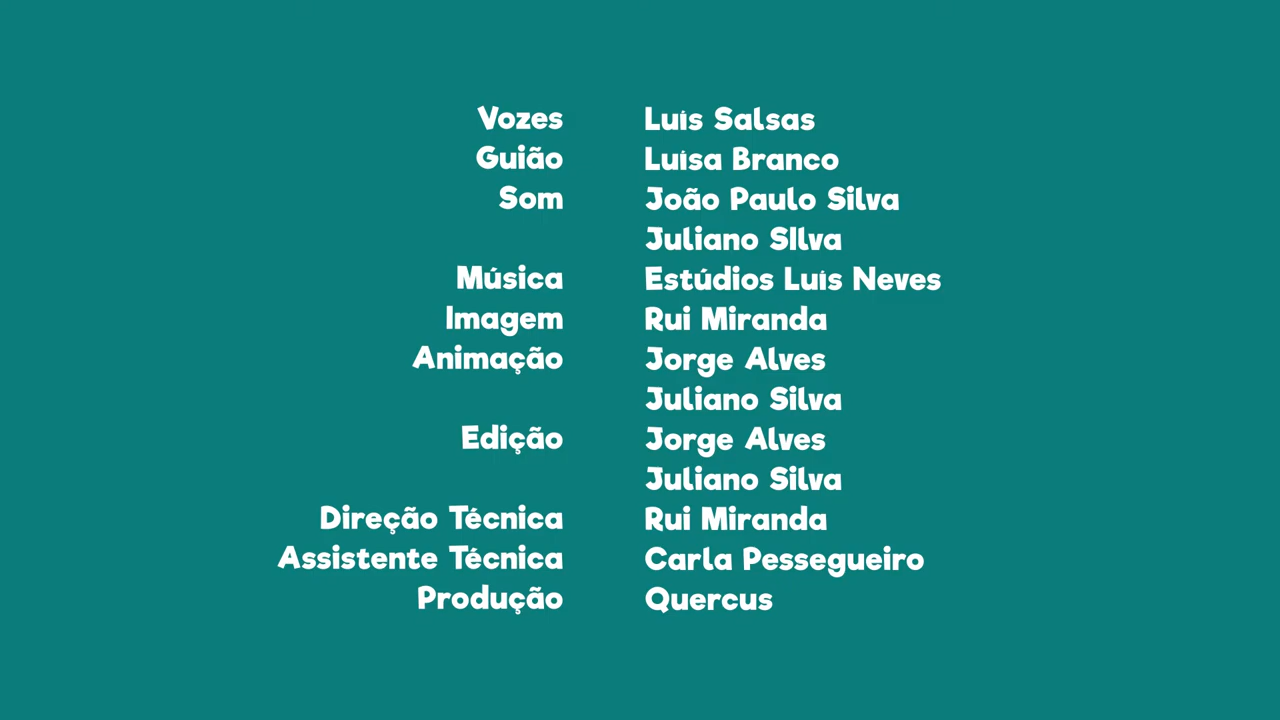 Vozes Luís Salsas
Guião Luísa Branco
Som João Paulo Silva
Juliano SIlva
Música Estúdios Luís Neves
Imagem Rui Miranda
Animação Jorge Alves
Juliano Silva
Edição Jorge Alves
Juliano Silva
Direção Técnica Rui Miranda
Assistente Técnica Carla Pessegueiro
Produção Quercus